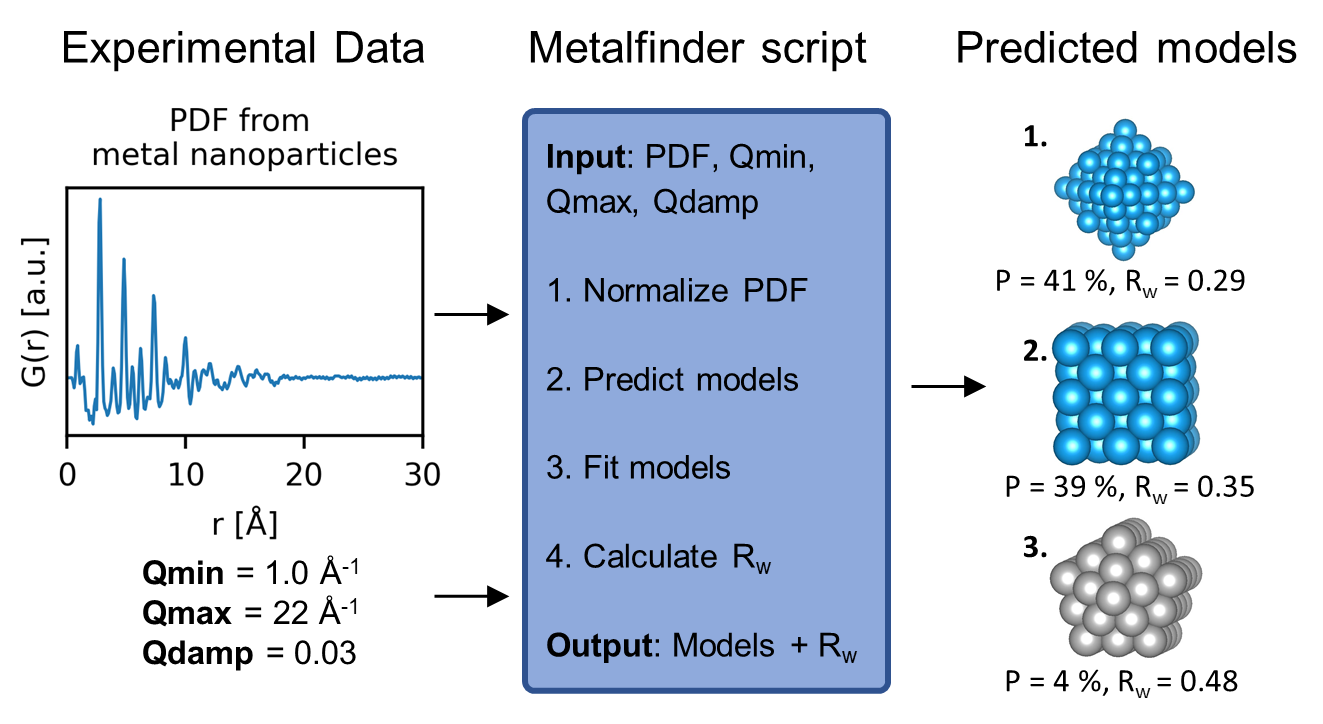 Experimental Data
PDF from
metal nanoparticles
G(r) [a.u.]
0 10 20 30
r [Å]
Qmin = 1.0 Å⁻¹
Qmax = 22 Å⁻¹
Qdamp = 0.03
Metalfinder script
Input: PDF, Qmin,
Qmax, Qdamp
1. Normalize PDF
2. Predict models
3. Fit models
4. Calculate Rw
Output: Models + Rw
Predicted models
1.
P = 41 %, Rw = 0.29
2.
P = 39 %, Rw = 0.35
3.
P = 4 %, Rw = 0.48